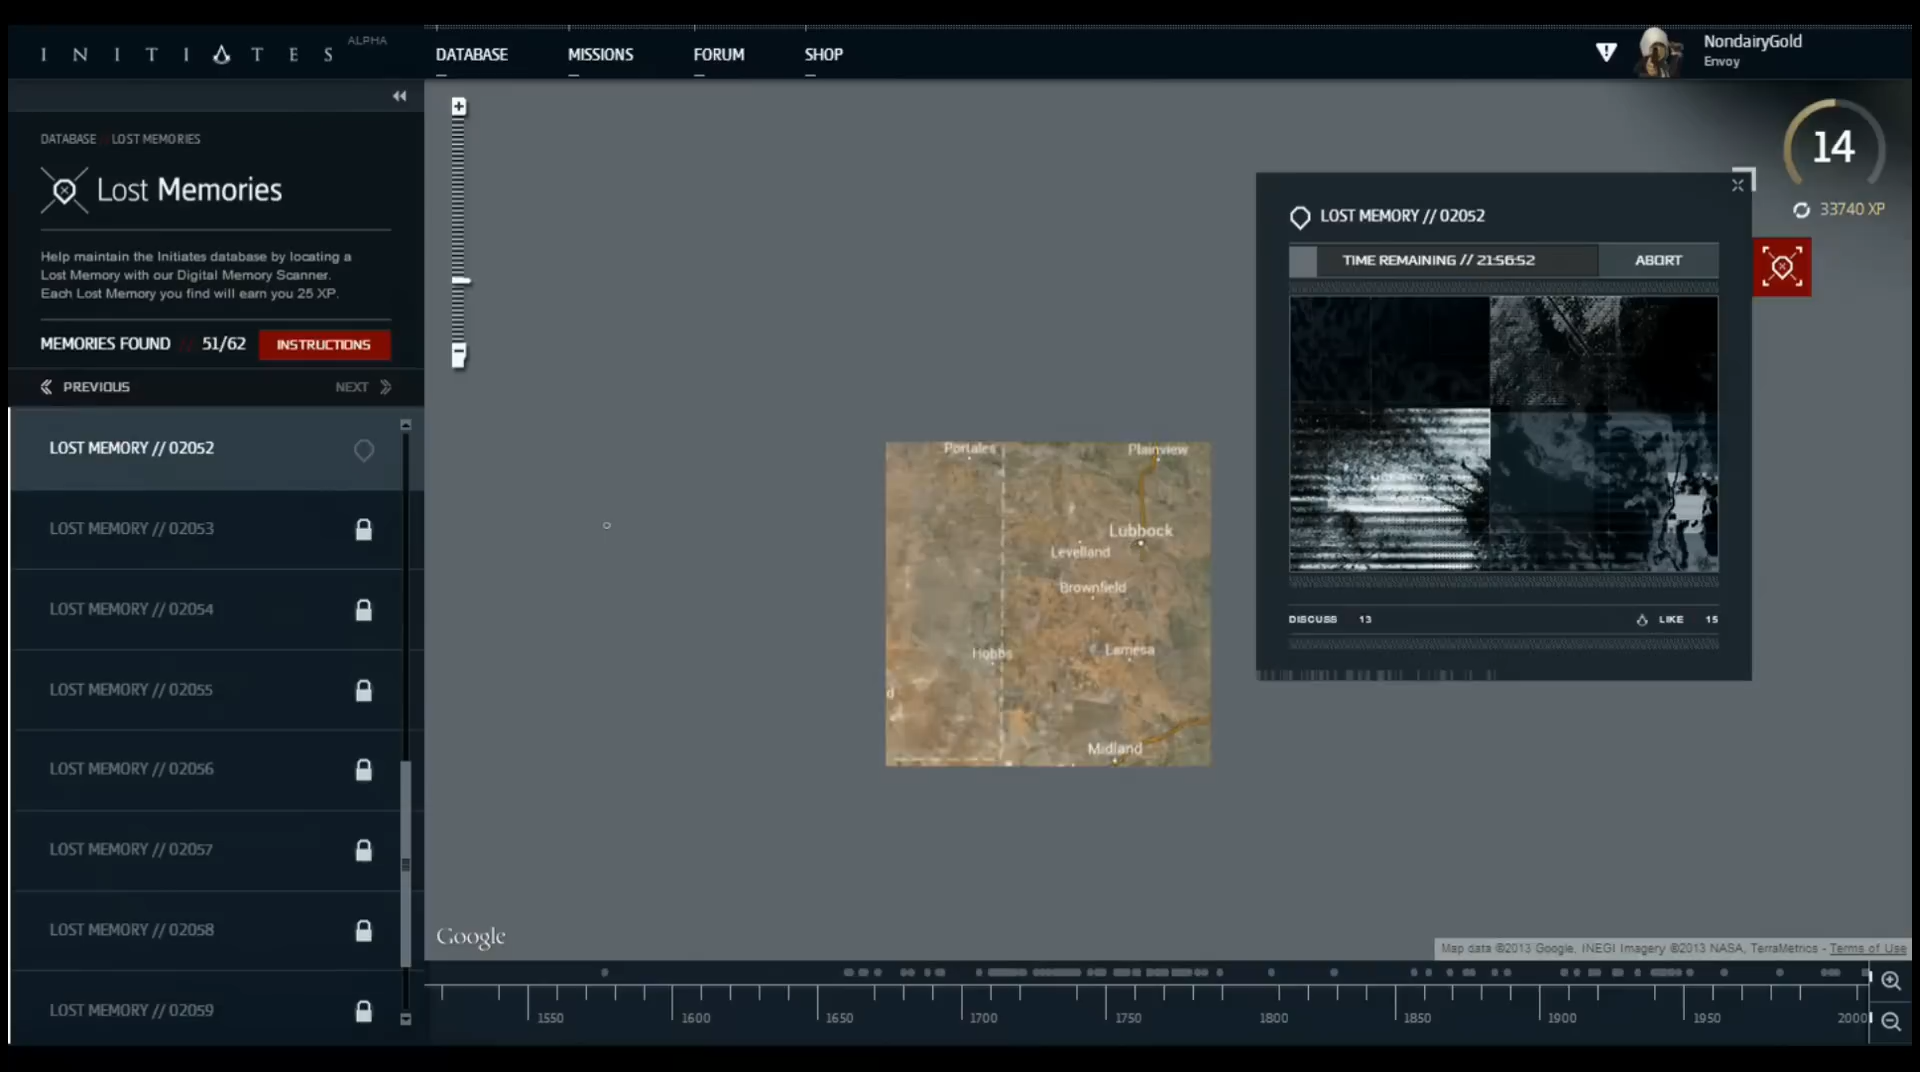 INITIATES ALPHA
DATABASE MISSIONS FORUM SHOP
NondairyGold
Envoy
DATABASE // LOST MEMORIES
Lost Memories
Help maintain the Initiates database by locating a
Lost Memory with our Digital Memory Scanner.
Each Lost Memory you find will earn you 25 XP.
MEMORIES FOUND // 51/62 INSTRUCTIONS
PREVIOUS NEXT
LOST MEMORY // 02052
LOST MEMORY // 02053
LOST MEMORY // 02054
LOST MEMORY // 02055
LOST MEMORY // 02056
LOST MEMORY // 02057
LOST MEMORY // 02058
LOST MEMORY // 02059
Portales
Plainview
Lubbock
Levelland
Brownfield
Hobbs
Lamesa
d
Midland
LOST MEMORY // 02052
TIME REMAINING // 21:56:52 ABORT
DISCUSS 13 LIKE 15
14
33740 XP
Google
Map data ©2013 Google, INEGI Imagery ©2013 NASA, TerraMetrics - Terms of Use
1550 1600 1650 1700 1750 1800 1850 1900 1950 2000